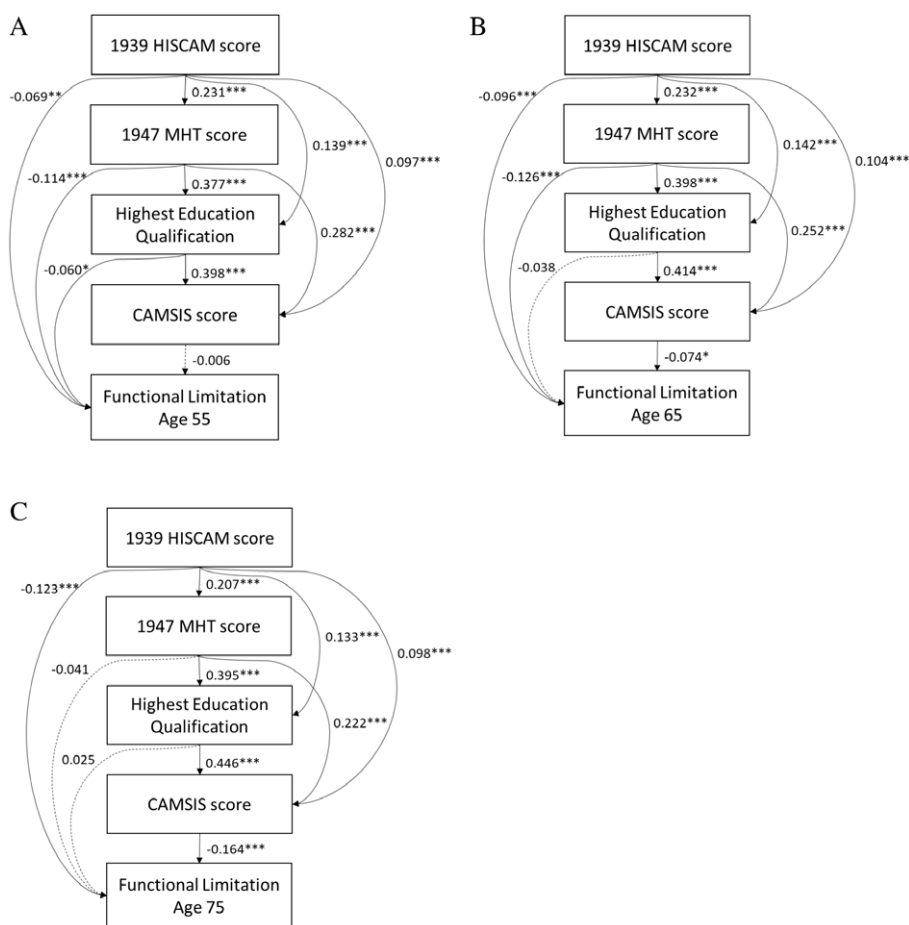 A
1939 HISCAM score
-0.069**
0.231***
1947 MHT score
0.139***
0.097***
-0.114***
0.377***
Highest Education
Qualification
0.282***
-0.060*
0.398***
CAMSIS score
-0.006
Functional Limitation
Age 55
B
1939 HISCAM score
-0.096***
0.232***
1947 MHT score
0.142***
0.104***
-0.126***
0.398***
Highest Education
Qualification
0.252***
-0.038
0.414***
CAMSIS score
-0.074*
Functional Limitation
Age 65
C
1939 HISCAM score
-0.123***
0.207***
1947 MHT score
0.133***
0.098***
-0.041
0.395***
Highest Education
Qualification
0.222***
0.025
0.446***
CAMSIS score
-0.164***
Functional Limitation
Age 75